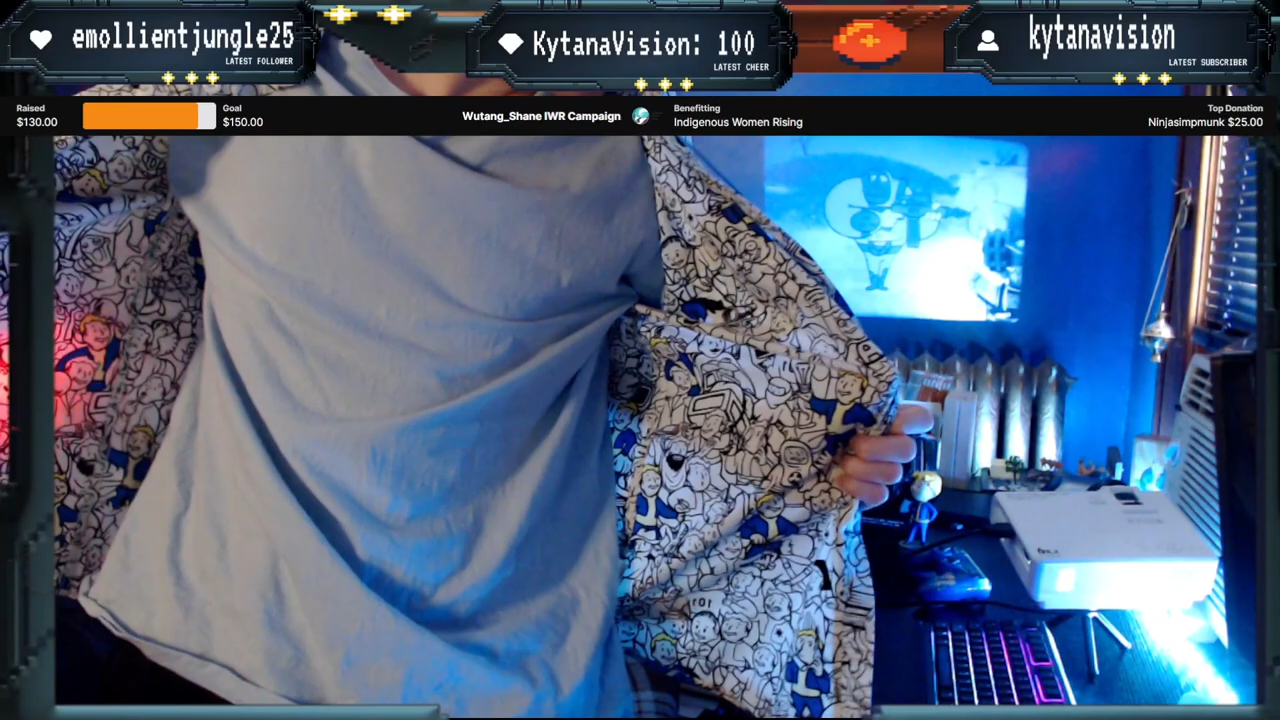 emollientjungle25
LATEST FOLLOWER
KytanaVision: 100
LATEST CHEER
kytanavision
LATEST SUBSCRIBER
Raised
$130.00
Goal
$150.00
Wutang_Shane IWR Campaign
Benefitting
Indigenous Women Rising
Top Donation
Ninjasimpmunk $25.00